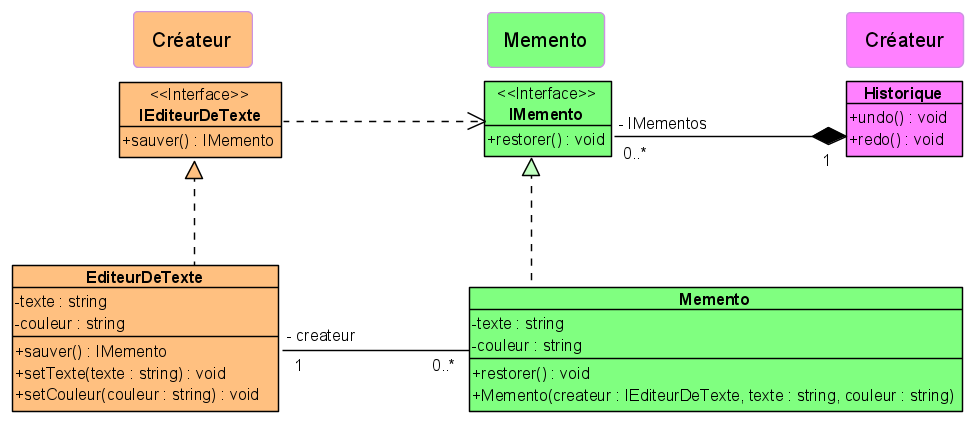 Créateur
Memento
Créateur
<<Interface>>
IEditeurDeTexte
+sauver() : IMemento
<<Interface>>
IMemento
+restorer() : void
- IMementos
0..*
1
Historique
+undo() : void
+redo() : void
EditeurDeTexte
-texte : string
-couleur : string
+sauver() : IMemento
+setTexte(texte : string) : void
+setCouleur(couleur : string) : void
- createur
1
0..*
Memento
-texte : string
-couleur : string
+restorer() : void
+Memento(createur : IEditeurDeTexte, texte : string, couleur : string)